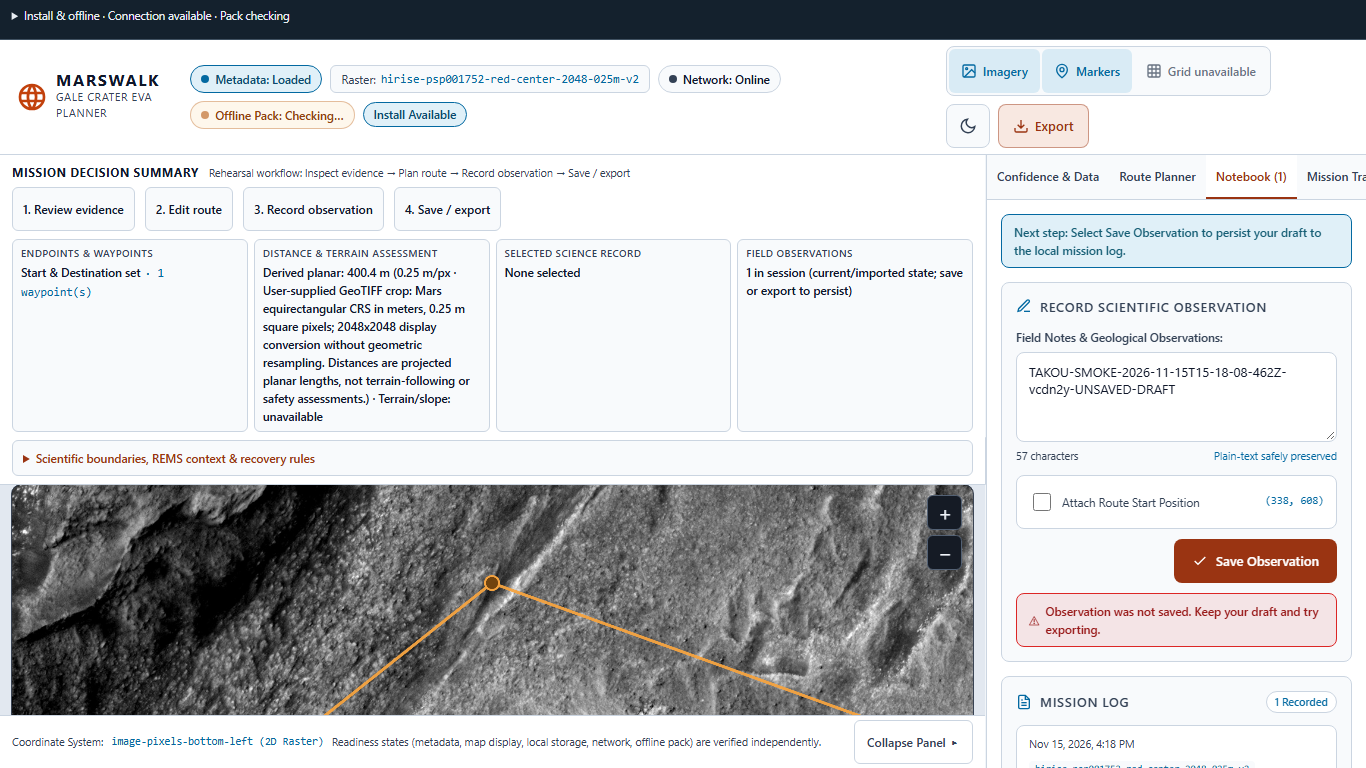 ▸ Install & offline · Connection available · Pack checking
MARSWALK
GALE CRATER EVA
PLANNER
Metadata: Loaded
Raster: hirise-psp001752-red-center-2048-025m-v2
Network: Online
Offline Pack: Checking...
Install Available
Imagery
Markers
Grid unavailable
Export
MISSION DECISION SUMMARY Rehearsal workflow: Inspect evidence → Plan route → Record observation → Save / export
1. Review evidence
2. Edit route
3. Record observation
4. Save / export
ENDPOINTS & WAYPOINTS
Start & Destination set · 1
waypoint(s)
DISTANCE & TERRAIN ASSESSMENT
Derived planar: 400.4 m (0.25 m/px ·
User-supplied GeoTIFF crop: Mars
equirectangular CRS in meters, 0.25 m
square pixels; 2048x2048 display
conversion without geometric
resampling. Distances are projected
planar lengths, not terrain-following or
safety assessments.) · Terrain/slope:
unavailable
SELECTED SCIENCE RECORD
None selected
FIELD OBSERVATIONS
1 in session (current/imported state; save
or export to persist)
▸ Scientific boundaries, REMS context & recovery rules
+
−
Coordinate System: image-pixels-bottom-left (2D Raster) Readiness states (metadata, map display, local storage, network, offline pack) are verified independently.
Collapse Panel ▸
Confidence & Data
Route Planner
Notebook (1)
Mission Tra
Next step: Select Save Observation to persist your draft to
the local mission log.
RECORD SCIENTIFIC OBSERVATION
Field Notes & Geological Observations:
TAKOU-SMOKE-2026-11-15T15-18-08-462Z-
vcdn2y-UNSAVED-DRAFT
57 characters
Plain-text safely preserved
Attach Route Start Position
(338, 608)
Save Observation
Observation was not saved. Keep your draft and try
exporting.
MISSION LOG
1 Recorded
Nov 15, 2026, 4:18 PM
hirise-psp001752-red-center-2048-025m-v2